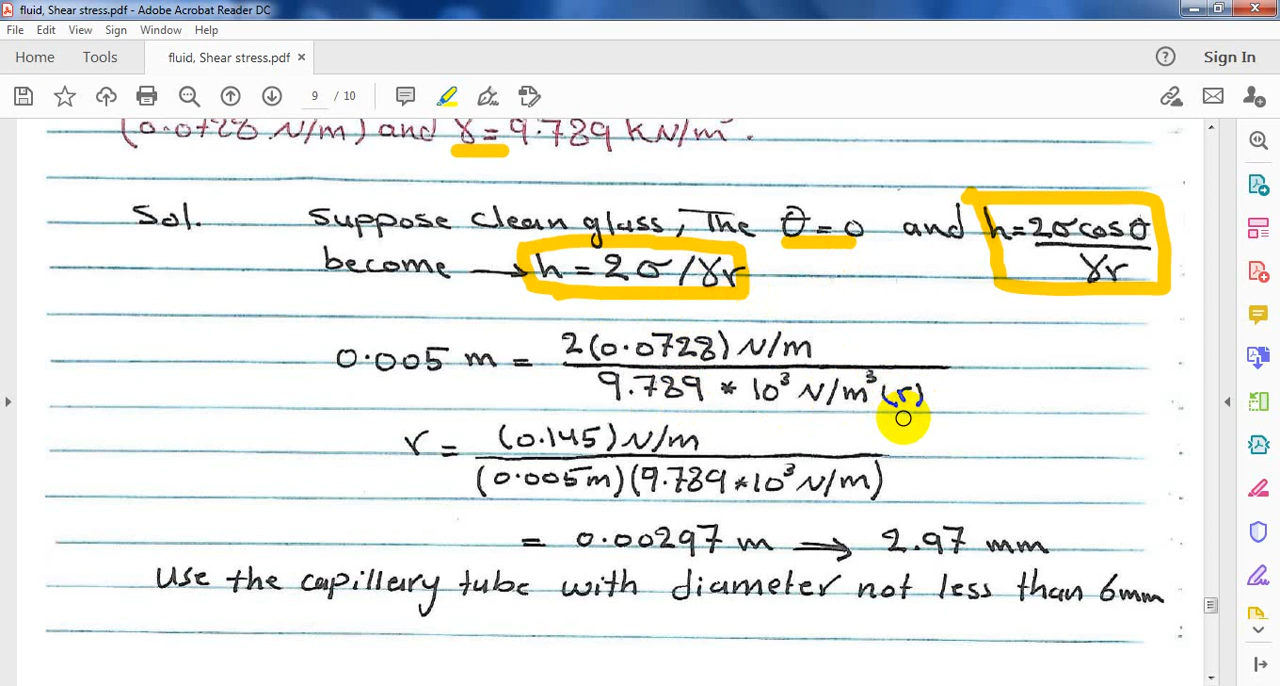 fluid, Shear stress.pdf - Adobe Acrobat Reader DC
File Edit View Sign Window Help
Home Tools fluid, Shear stress.pdf × ? Sign In
9 / 10
(0.0728 N/m) and γ = 9.789 KN/m³.
Sol. Suppose clean glass, The θ = 0 and h = 2σcosθ / γr
become → h = 2σ/γr
0.005 m = 2(0.0728) N/m / 9.789 * 10³ N/m³ (r)
r = (0.145) N/m / (0.005m)(9.789 * 10³ N/m)
= 0.00297 m → 2.97 mm
Use the capillary tube with diameter not less than 6mm